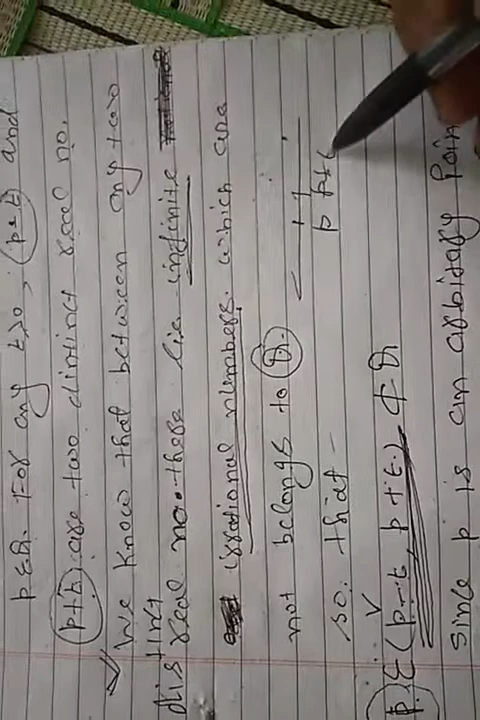 p ∈ Q. For any ε>0, (p-ε) and
(p+ε) are two distinct real no.
We know that between any two
distinct real no. there lie infinite
irrational numbers. which are
not belongs to Q.
p p+ε
so. that -
p ∈ (p-ε, p+ε) ⊄ Q
Since p is an arbitrary Poin